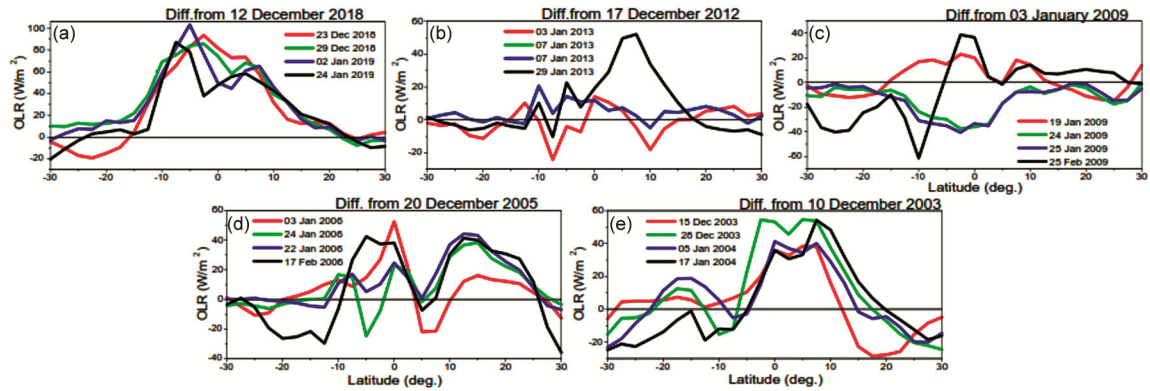 Diff.from 12 December 2018
(a)
23 Dec 2018
29 Dec 2018
02 Jan 2019
24 Jan 2019
OLR (W/m2)
100
80
60
40
20
0
-20
-30 -20 -10 0 10 20 30
Diff.from 17 December 2012
(b)
03 Jan 2013
07 Jan 2013
07 Jan 2013
29 Jan 2013
OLR (W/m2)
60
40
20
0
-20
-30 -20 -10 0 10 20 30
Diff.from 03 January 2009
(c)
19 Jan 2009
24 Jan 2009
25 Jan 2009
25 Feb 2009
OLR (W/m2)
40
20
0
-20
-40
-60
-30 -20 -10 0 10 20 30
Latitude (deg.)
Diff. from 20 December 2005
(d)
03 Jan 2006
24 Jan 2006
22 Jan 2006
17 Feb 2006
OLR (W/m2)
60
40
20
0
-20
-40
-30 -20 -10 0 10 20 30
Latitude (deg.)
Diff. from 10 December 2003
(e)
15 Dec 2003
26 Dec 2003
05 Jan 2004
17 Jan 2004
OLR (W/m2)
60
40
20
0
-20
-30 -20 -10 0 10 20 30
Latitude (deg.)